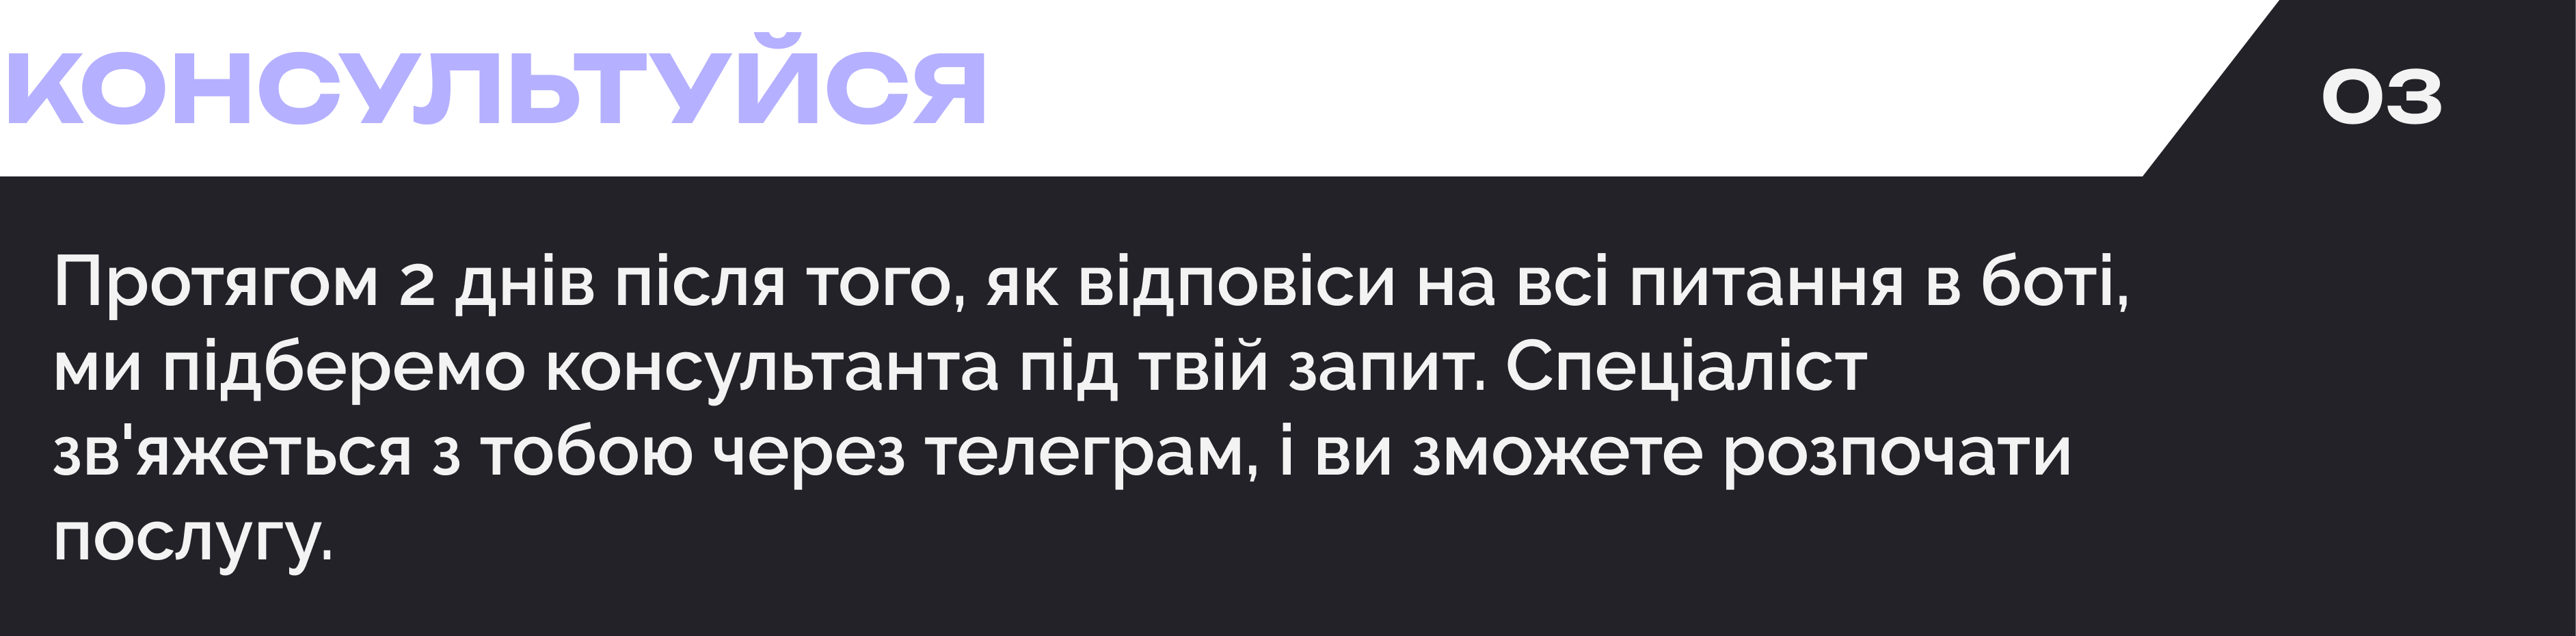 КОНСУЛЬТУЙСЯ
03
Протягом 2 днів після того, як відповіси на всі питання в боті,
ми підберемо консультанта під твій запит. Спеціаліст
зв'яжеться з тобою через телеграм, і ви зможете розпочати
послугу.